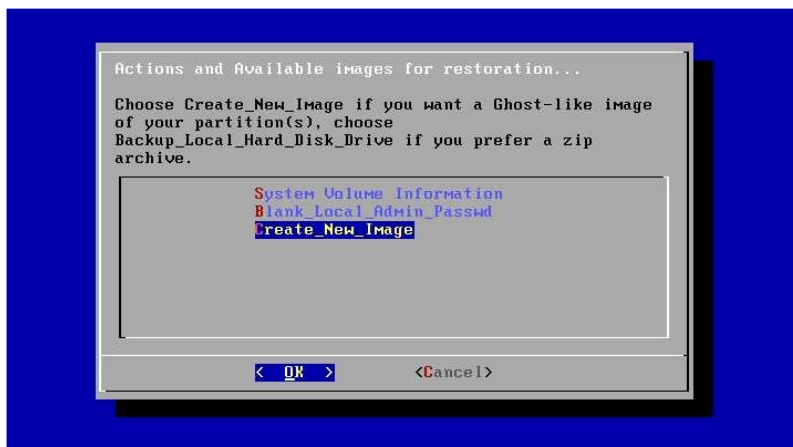 Actions and Available images for restoration...
Choose Create_New_Image if you want a Ghost-like image
of your partition(s), choose
Backup_Local_Hard_Disk_Drive if you prefer a zip
archive.
System Volume Information
Blank_Local_Admin_Passwd
Create_New_Image
< OK > <Cancel>